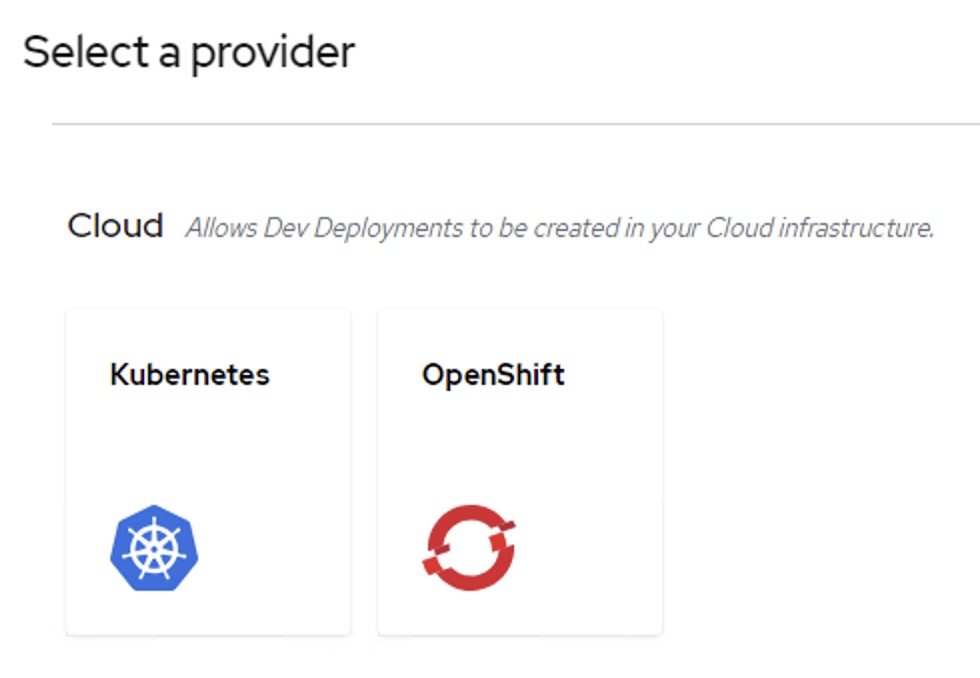 Select a provider
Cloud Allows Dev Deployments to be created in your Cloud infrastructure.
Kubernetes
OpenShift